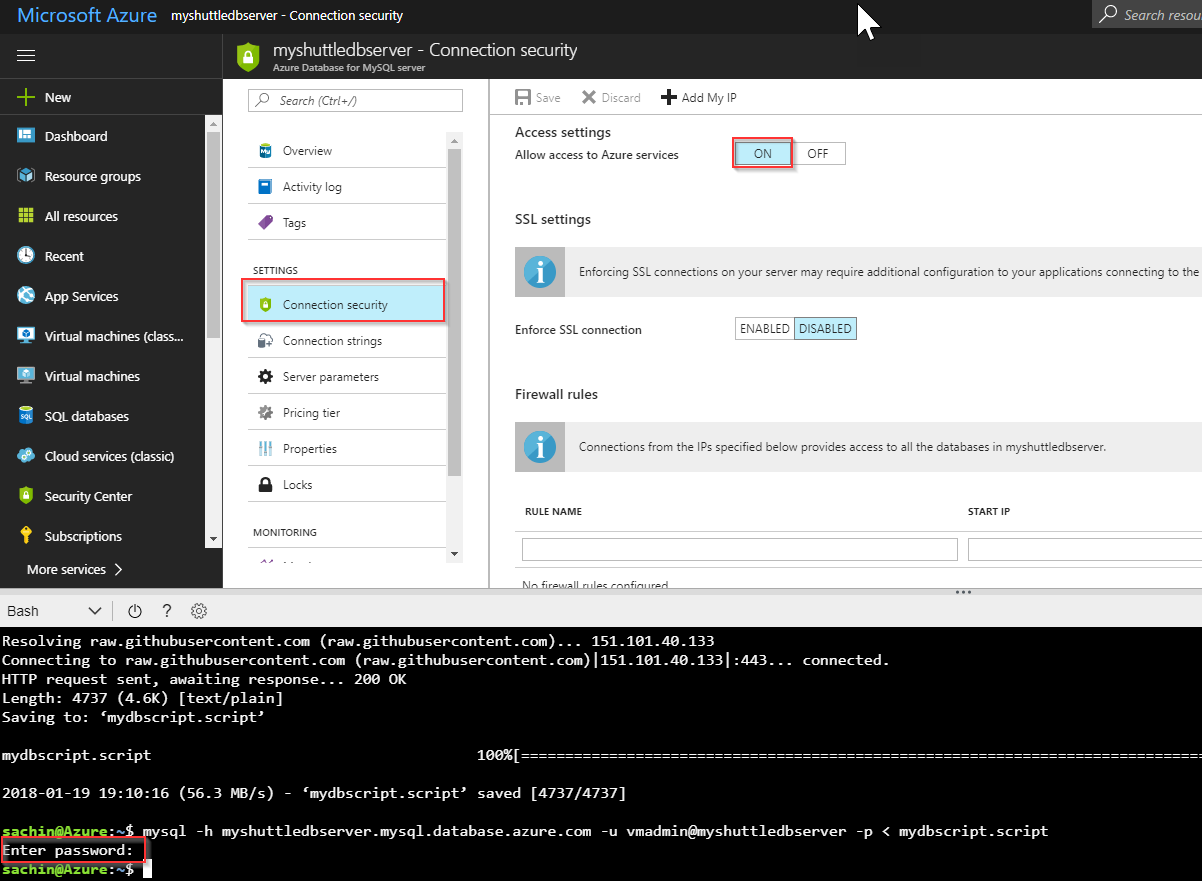 Microsoft Azure myshuttledbserver - Connection security
Search resou
myshuttledbserver - Connection security
Azure Database for MySQL server
New
Dashboard
Resource groups
All resources
Recent
App Services
Virtual machines (class...
Virtual machines
SQL databases
Cloud services (classic)
Security Center
Subscriptions
More services
Search (Ctrl+/)
Overview
Activity log
Tags
SETTINGS
Connection security
Connection strings
Server parameters
Pricing tier
Properties
Locks
MONITORING
Save Discard Add My IP
Access settings
Allow access to Azure services ON OFF
SSL settings
Enforcing SSL connections on your server may require additional configuration to your applications connecting to the
Enforce SSL connection ENABLED DISABLED
Firewall rules
Connections from the IPs specified below provides access to all the databases in myshuttledbserver.
RULE NAME START IP
No firewall rules configured
Bash ?
Resolving raw.githubusercontent.com (raw.githubusercontent.com)... 151.101.40.133
Connecting to raw.githubusercontent.com (raw.githubusercontent.com)|151.101.40.133|:443... connected.
HTTP request sent, awaiting response... 200 OK
Length: 4737 (4.6K) [text/plain]
Saving to: ‘mydbscript.script’
mydbscript.script 100%[==============================================================================
2018-01-19 19:10:16 (56.3 MB/s) - ‘mydbscript.script’ saved [4737/4737]
sachin@Azure:~$ mysql -h myshuttledbserver.mysql.database.azure.com -u vmadmin@myshuttledbserver -p < mydbscript.script
Enter password:
sachin@Azure:~$